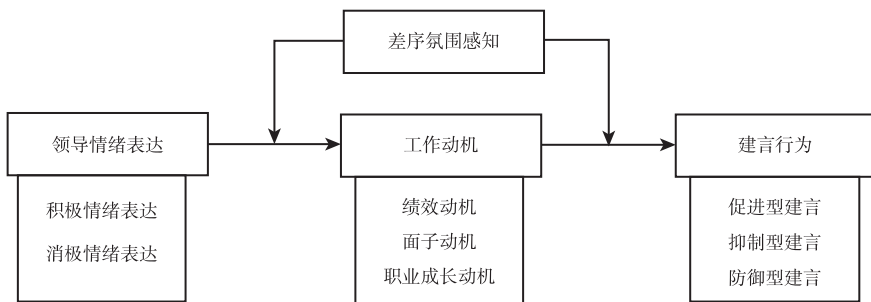 差序氛围感知
领导情绪表达
工作动机
建言行为
积极情绪表达
消极情绪表达
绩效动机
面子动机
职业成长动机
促进型建言
抑制型建言
防御型建言